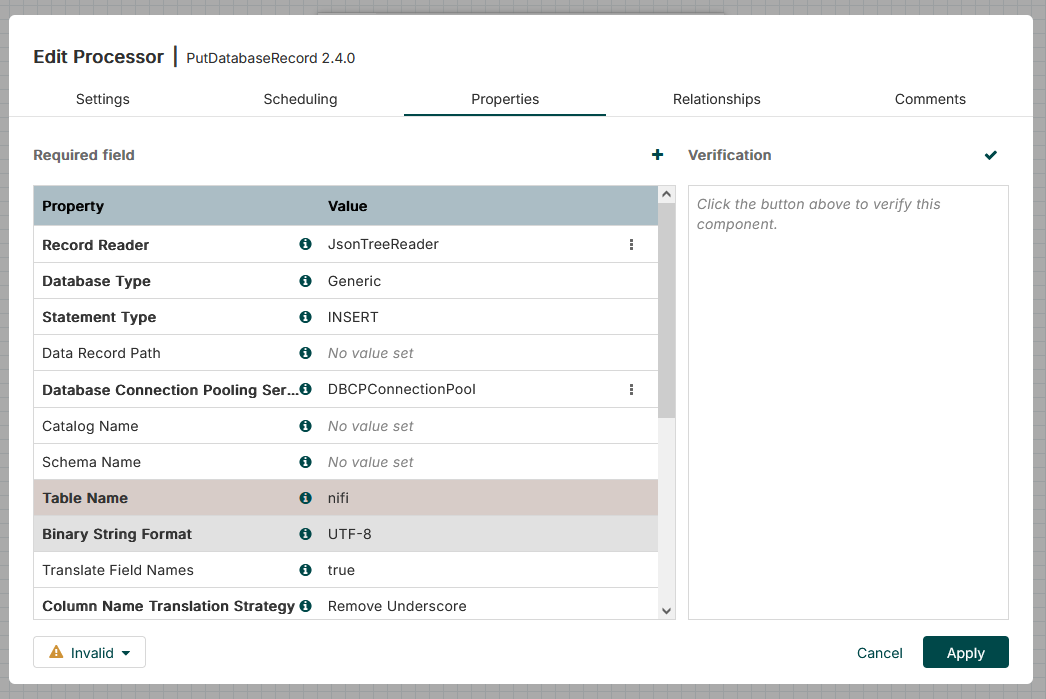 Edit Processor | PutDatabaseRecord 2.4.0
Settings Scheduling Properties Relationships Comments
Required field
Verification
Property Value
Record Reader JsonTreeReader
Database Type Generic
Statement Type INSERT
Data Record Path No value set
Database Connection Pooling Ser... DBCPConnectionPool
Catalog Name No value set
Schema Name No value set
Table Name nifi
Binary String Format UTF-8
Translate Field Names true
Column Name Translation Strategy Remove Underscore
Click the button above to verify this
component.
Invalid
Cancel Apply